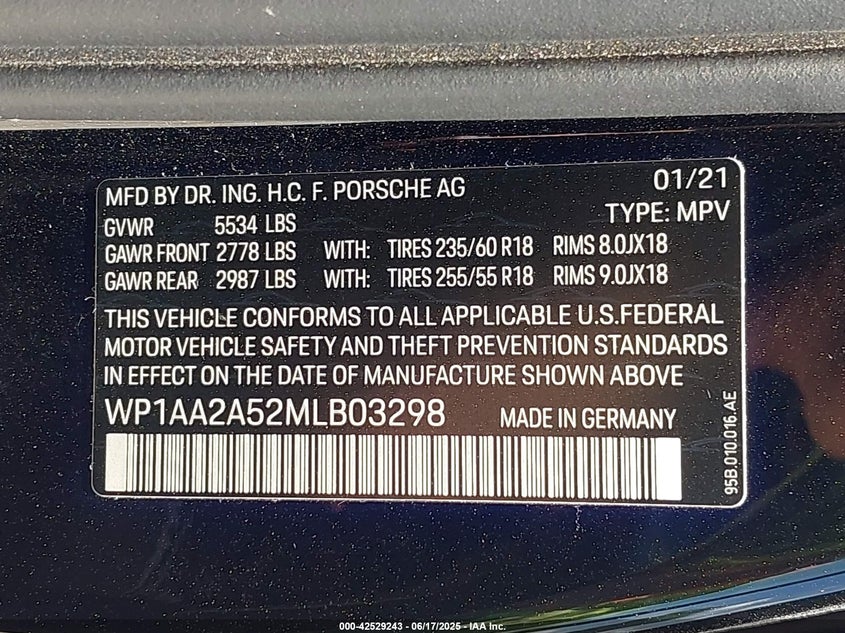 MFD BY DR. ING. H.C. F. PORSCHE AG 01/21
GVWR 5534 LBS TYPE: MPV
GAWR FRONT 2778 LBS WITH: TIRES 235/60 R18 RIMS 8.0JX18
GAWR REAR 2987 LBS WITH: TIRES 255/55 R18 RIMS 9.0JX18
THIS VEHICLE CONFORMS TO ALL APPLICABLE U.S.FEDERAL
MOTOR VEHICLE SAFETY AND THEFT PREVENTION STANDARDS
IN EFFECT ON THE DATE OF MANUFACTURE SHOWN ABOVE
WP1AA2A52MLB03298 MADE IN GERMANY
95B.010.016.AE
000-42529243 - 06/17/2025 - IAA Inc.